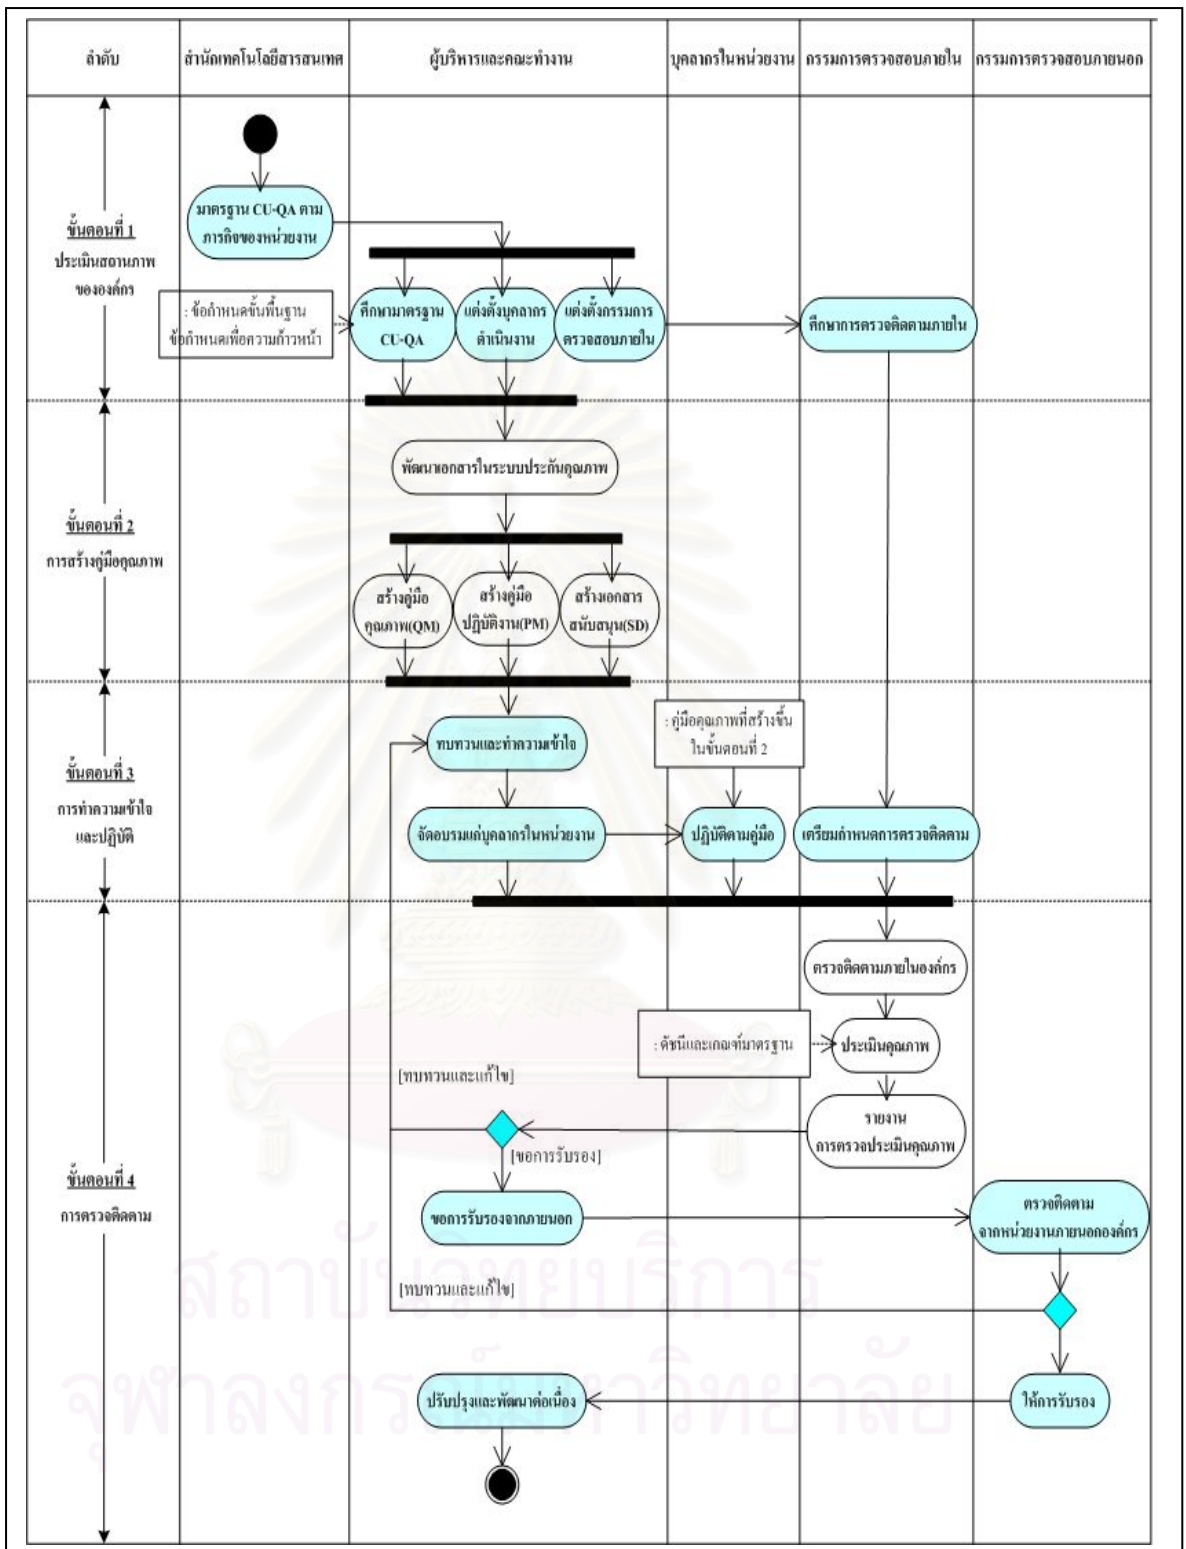 ลำดับ
สำนักเทคโนโลยีสารสนเทศ
ผู้บริหารและคณะทำงาน
บุคลากรในหน่วยงาน
กรรมการตรวจสอบภายใน
กรรมการตรวจสอบภายนอก
ขั้นตอนที่ 1
ประเมินสถานภาพ
ขององค์กร
มาตรฐาน CU-QA ตาม
ภารกิจของหน่วยงาน
: ข้อกำหนดขั้นพื้นฐาน
ข้อกำหนดเพื่อความก้าวหน้า
ศึกษามาตรฐาน
CU-QA
แต่งตั้งบุคลากร
ดำเนินงาน
แต่งตั้งกรรมการ
ตรวจสอบภายใน
ศึกษาการตรวจติดตามภายใน
ขั้นตอนที่ 2
การสร้างคู่มือคุณภาพ
พัฒนาเอกสารในระบบประกันคุณภาพ
สร้างคู่มือ
คุณภาพ(QM)
สร้างคู่มือ
ปฏิบัติงาน(PM)
สร้างเอกสาร
สนับสนุน(SD)
ขั้นตอนที่ 3
การทำความเข้าใจ
และปฏิบัติ
ทบทวนและทำความเข้าใจ
: คู่มือคุณภาพที่สร้างขึ้น
ในขั้นตอนที่ 2
จัดอบรมแก่บุคลากรในหน่วยงาน
ปฏิบัติตามคู่มือ
เตรียมกำหนดการตรวจติดตาม
ขั้นตอนที่ 4
การตรวจติดตาม
ตรวจติดตามภายในองค์กร
: ดัชนีและเกณฑ์มาตรฐาน
ประเมินคุณภาพ
[ทบทวนและแก้ไข]
รายงาน
การตรวจประเมินคุณภาพ
[ขอการรับรอง]
ขอการรับรองจากภายนอก
ตรวจติดตาม
จากหน่วยงานภายนอกองค์กร
[ทบทวนและแก้ไข]
ปรับปรุงและพัฒนาต่อเนื่อง
ให้การรับรอง
สถาบันวิทยบริการ
จุฬาลงกรณ์มหาวิทยาลัย